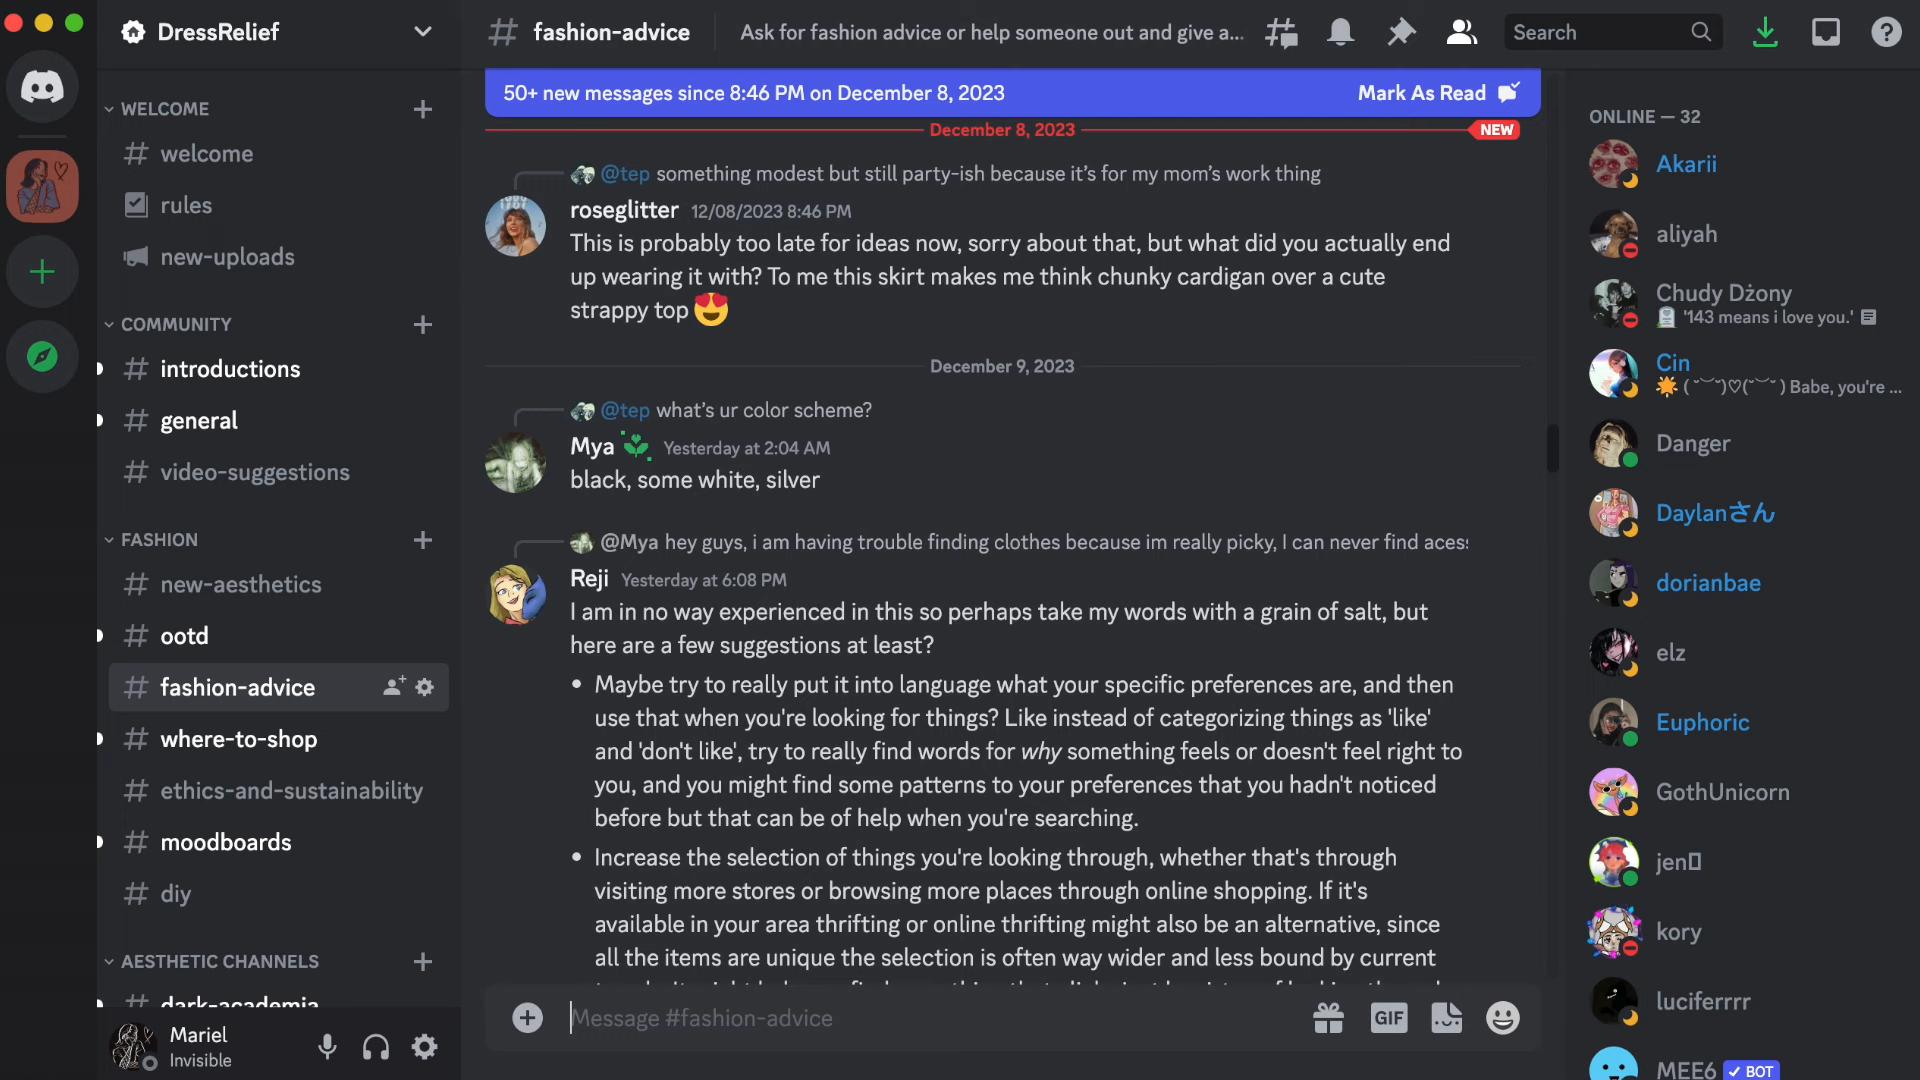 DressRelief
WELCOME
welcome
rules
new-uploads
COMMUNITY
introductions
general
video-suggestions
FASHION
new-aesthetics
ootd
fashion-advice
where-to-shop
ethics-and-sustainability
moodboards
diy
AESTHETIC CHANNELS
dark-academia
Mariel
Invisible
fashion-advice
Ask for fashion advice or help someone out and give a...
Search
50+ new messages since 8:46 PM on December 8, 2023
Mark As Read
December 8, 2023
NEW
@tep something modest but still party-ish because it’s for my mom’s work thing
roseglitter 12/08/2023 8:46 PM
This is probably too late for ideas now, sorry about that, but what did you actually end
up wearing it with? To me this skirt makes me think chunky cardigan over a cute
strappy top 😍
December 9, 2023
@tep what’s ur color scheme?
Mya Yesterday at 2:04 AM
black, some white, silver
@Mya hey guys, i am having trouble finding clothes because im really picky, I can never find
Reji Yesterday at 6:08 PM
I am in no way experienced in this so perhaps take my words with a grain of salt, but
here are a few suggestions at least?
• Maybe try to really put it into language what your specific preferences are, and then
use that when you're looking for things? Like instead of categorizing things as 'like'
and 'don't like', try to really find words for why something feels or doesn't feel right to
you, and you might find some patterns to your preferences that you hadn't noticed
before but that can be of help when you're searching.
• Increase the selection of things you're looking through, whether that's through
visiting more stores or browsing more places through online shopping. If it's
available in your area thrifting or online thrifting might also be an alternative, since
all the items are unique the selection is often way wider and less bound by current
Message #fashion-advice
GIF
ONLINE — 32
Akarii
aliyah
Chudy Dżony
'143 means i love you.'
Cin
Babe, you're ...
Danger
Daylanさん
dorianbae
elz
Euphoric
GothUnicorn
jen
kory
luciferrrr
MEE6 ✓ BOT